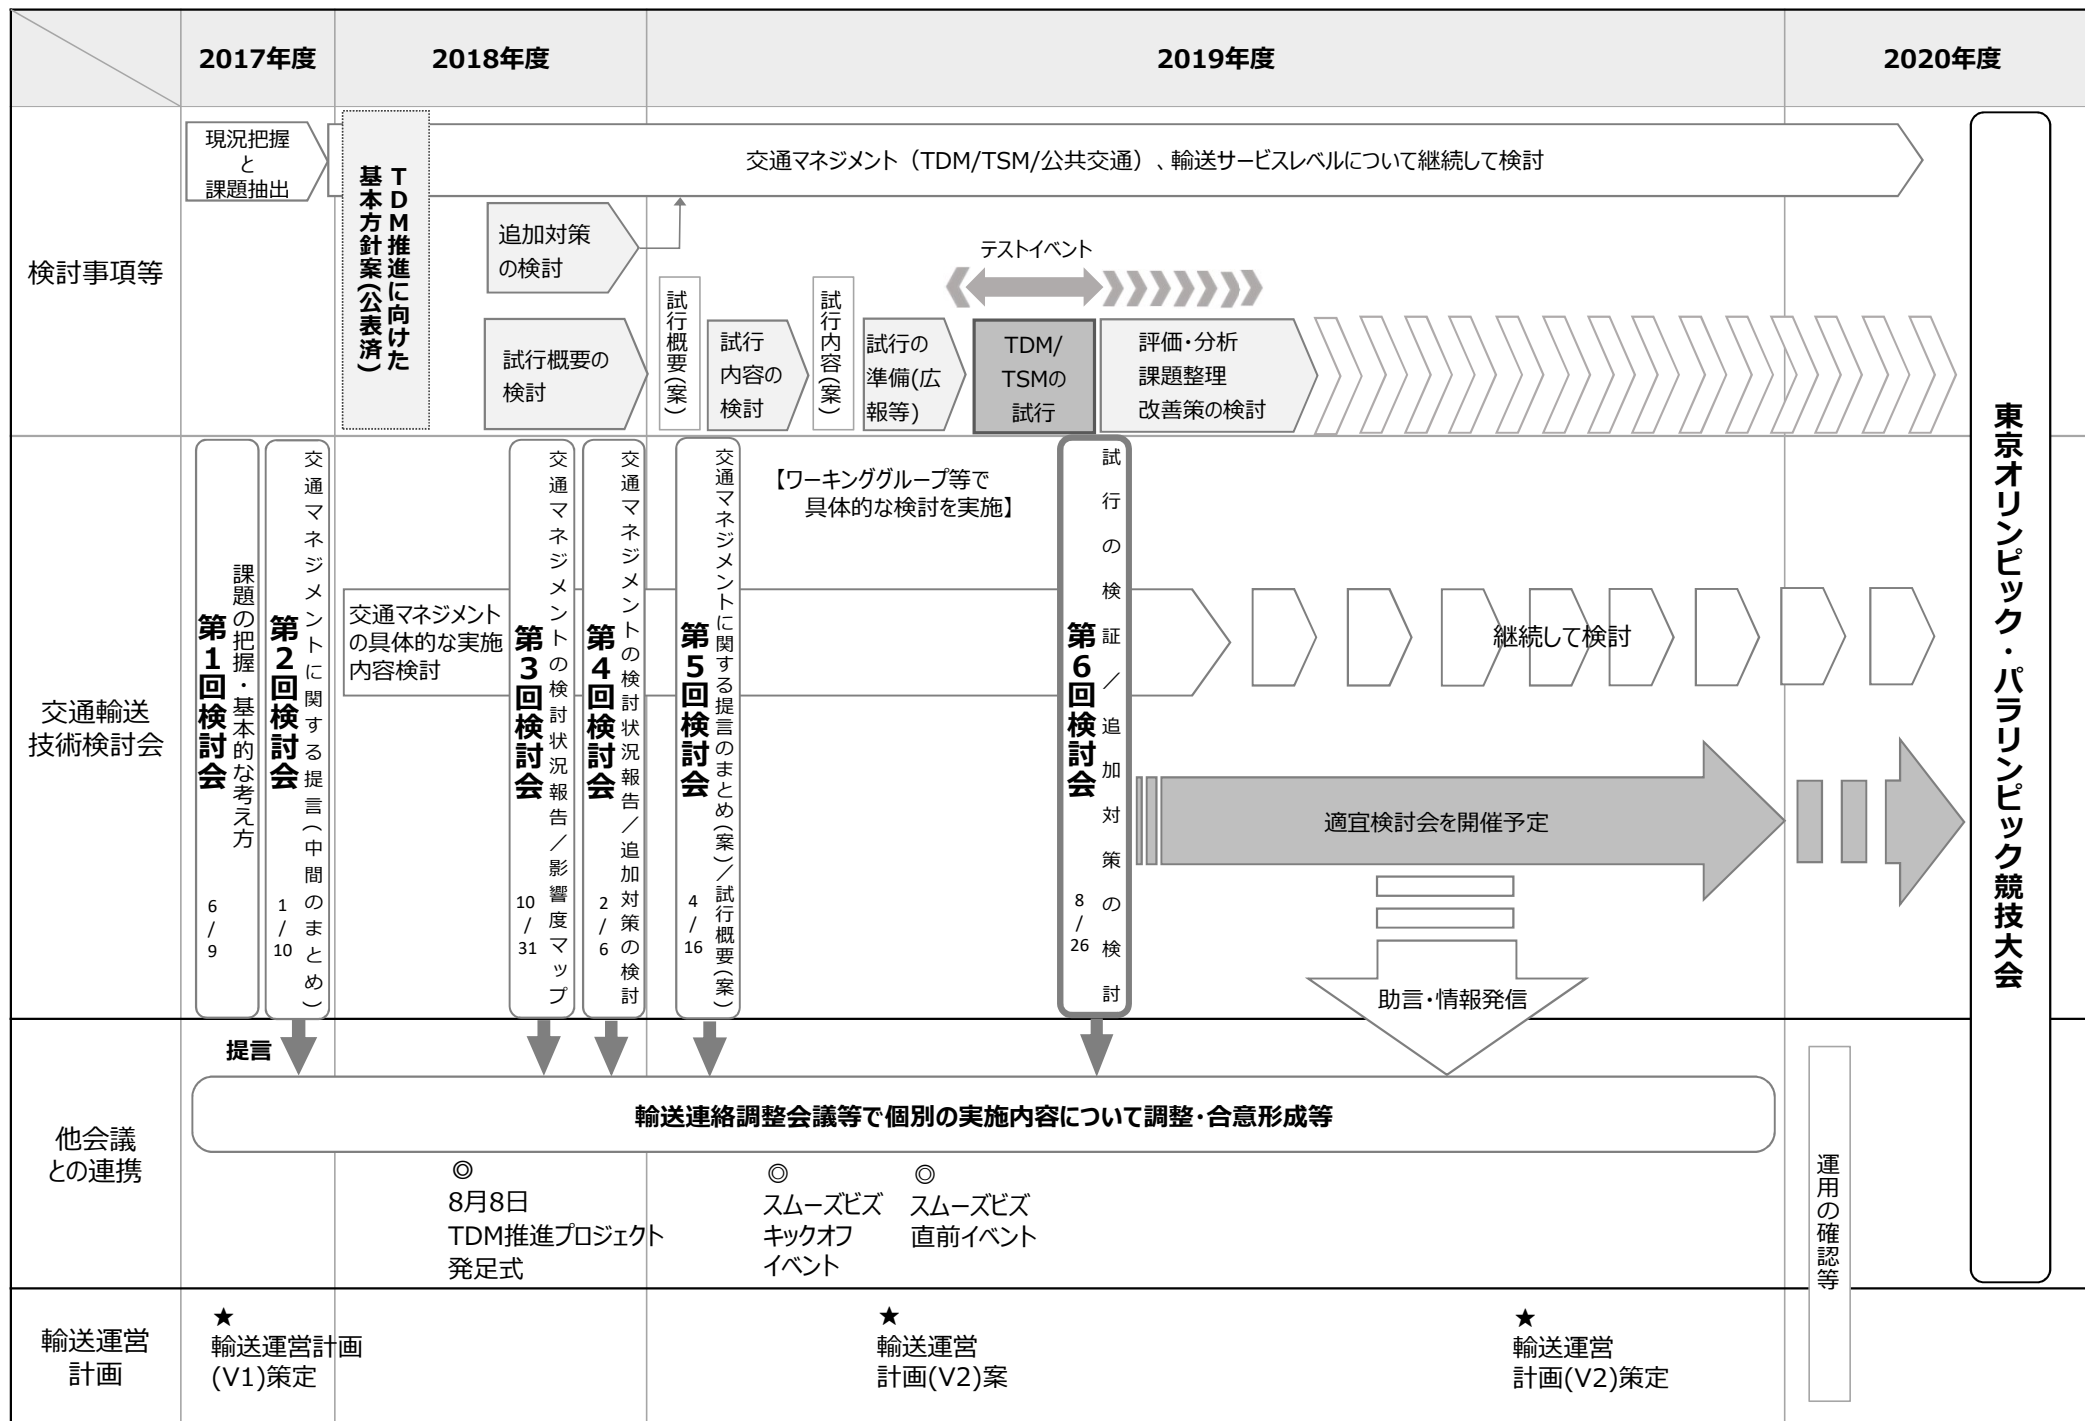 2017年度
2018年度
2019年度
2020年度
検討事項等
現況把握
と
課題抽出
TDM推進に向けた
基本方針案(公表済)
交通マネジメント（TDM/TSM/公共交通）、輸送サービスレベルについて継続して検討
追加対策
の検討
試行概要の
検討
試行概要(案)
試行
内容の
検討
試行内容(案)
試行の
準備(広
報等)
テストイベント
TDM/
TSMの
試行
評価・分析
課題整理
改善策の検討
東京オリンピック・パラリンピック競技大会
交通輸送
技術検討会
課題の把握・基本的な考え方
第1回検討会
6/9
交通マネジメントに関する提言(中間のまとめ)
第2回検討会
1/10
交通マネジメント
の具体的な実施
内容検討
交通マネジメントの検討状況報告／影響度マップ
第3回検討会
10/31
交通マネジメントの検討状況報告／追加対策の検討
第4回検討会
2/6
交通マネジメントに関する提言のまとめ(案)／試行概要(案)
第5回検討会
4/16
【ワーキンググループ等で
具体的な検討を実施】
試行の検証／追加対策の検討
第6回検討会
8/26
継続して検討
適宜検討会を開催予定
助言・情報発信
他会議
との連携
提言
輸送連絡調整会議等で個別の実施内容について調整・合意形成等
◎
8月8日
TDM推進プロジェクト
発足式
◎
スムーズビズ
キックオフ
イベント
◎
スムーズビズ
直前イベント
運用の確認等
輸送運営
計画
★
輸送運営計画
(V1)策定
★
輸送運営
計画(V2)案
★
輸送運営
計画(V2)策定